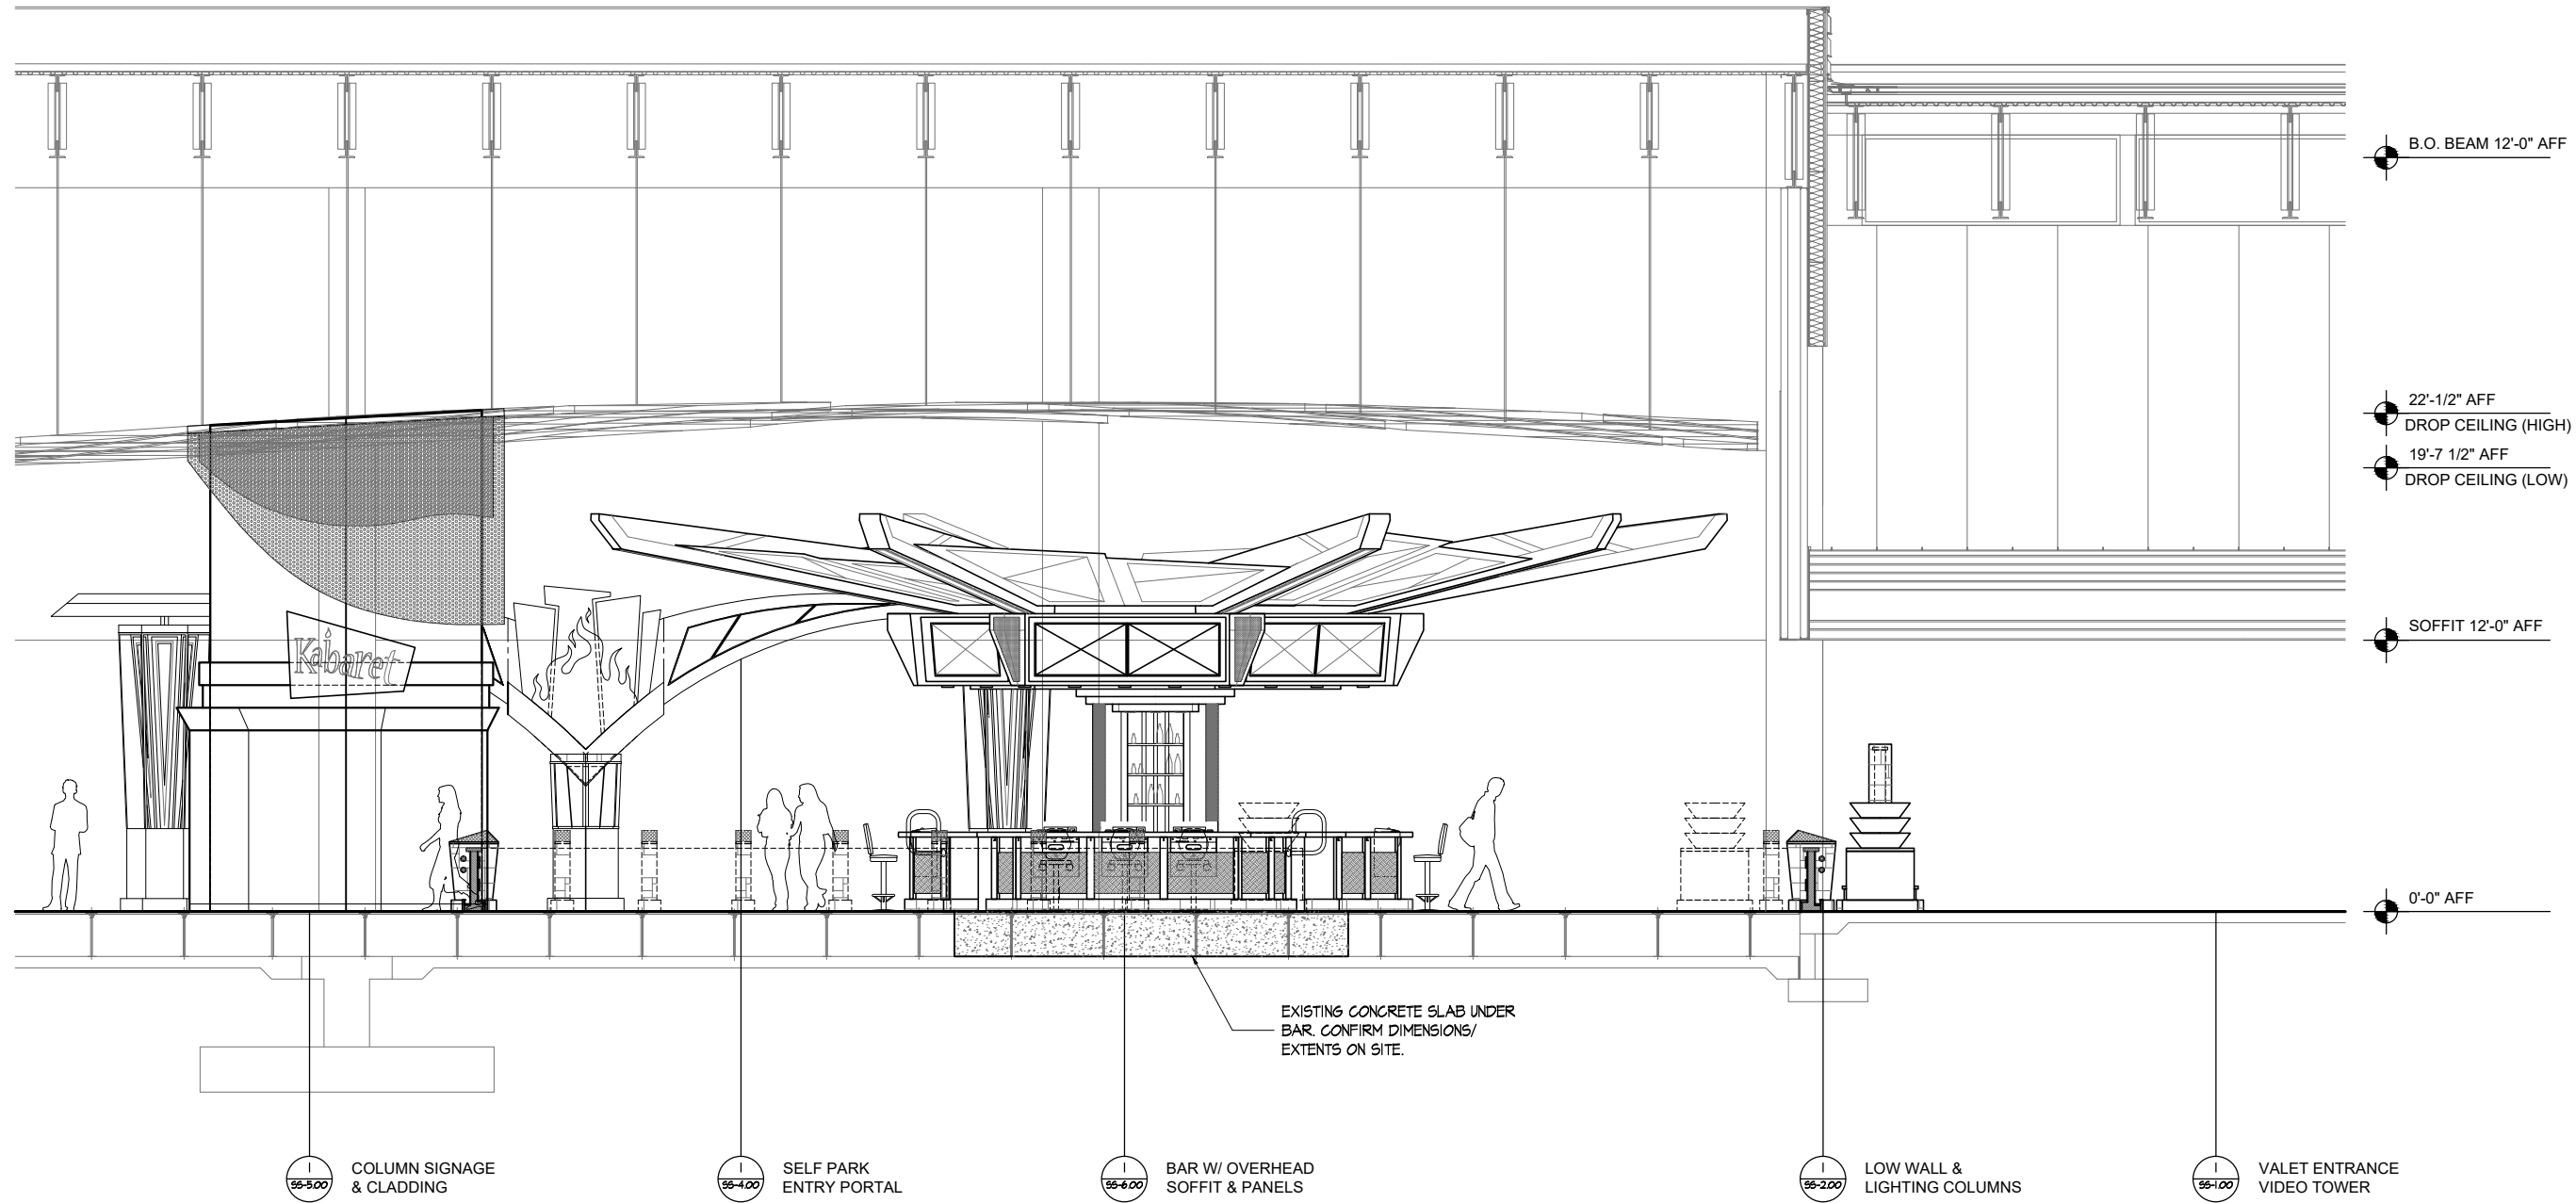 B.O. BEAM 12'-0" AFF
22'-1/2" AFF
DROP CEILING (HIGH)
19'-7 1/2" AFF
DROP CEILING (LOW)
SOFFIT 12'-0" AFF
Kabaret
0'-0" AFF
EXISTING CONCRETE SLAB UNDER
BAR. CONFIRM DIMENSIONS/
EXTENTS ON SITE.
1
SS-5.00
COLUMN SIGNAGE
& CLADDING
1
SS-4.00
SELF PARK
ENTRY PORTAL
1
SS-6.00
BAR W/ OVERHEAD
SOFFIT & PANELS
1
SS-2.00
LOW WALL &
LIGHTING COLUMNS
1
SS-1.00
VALET ENTRANCE
VIDEO TOWER